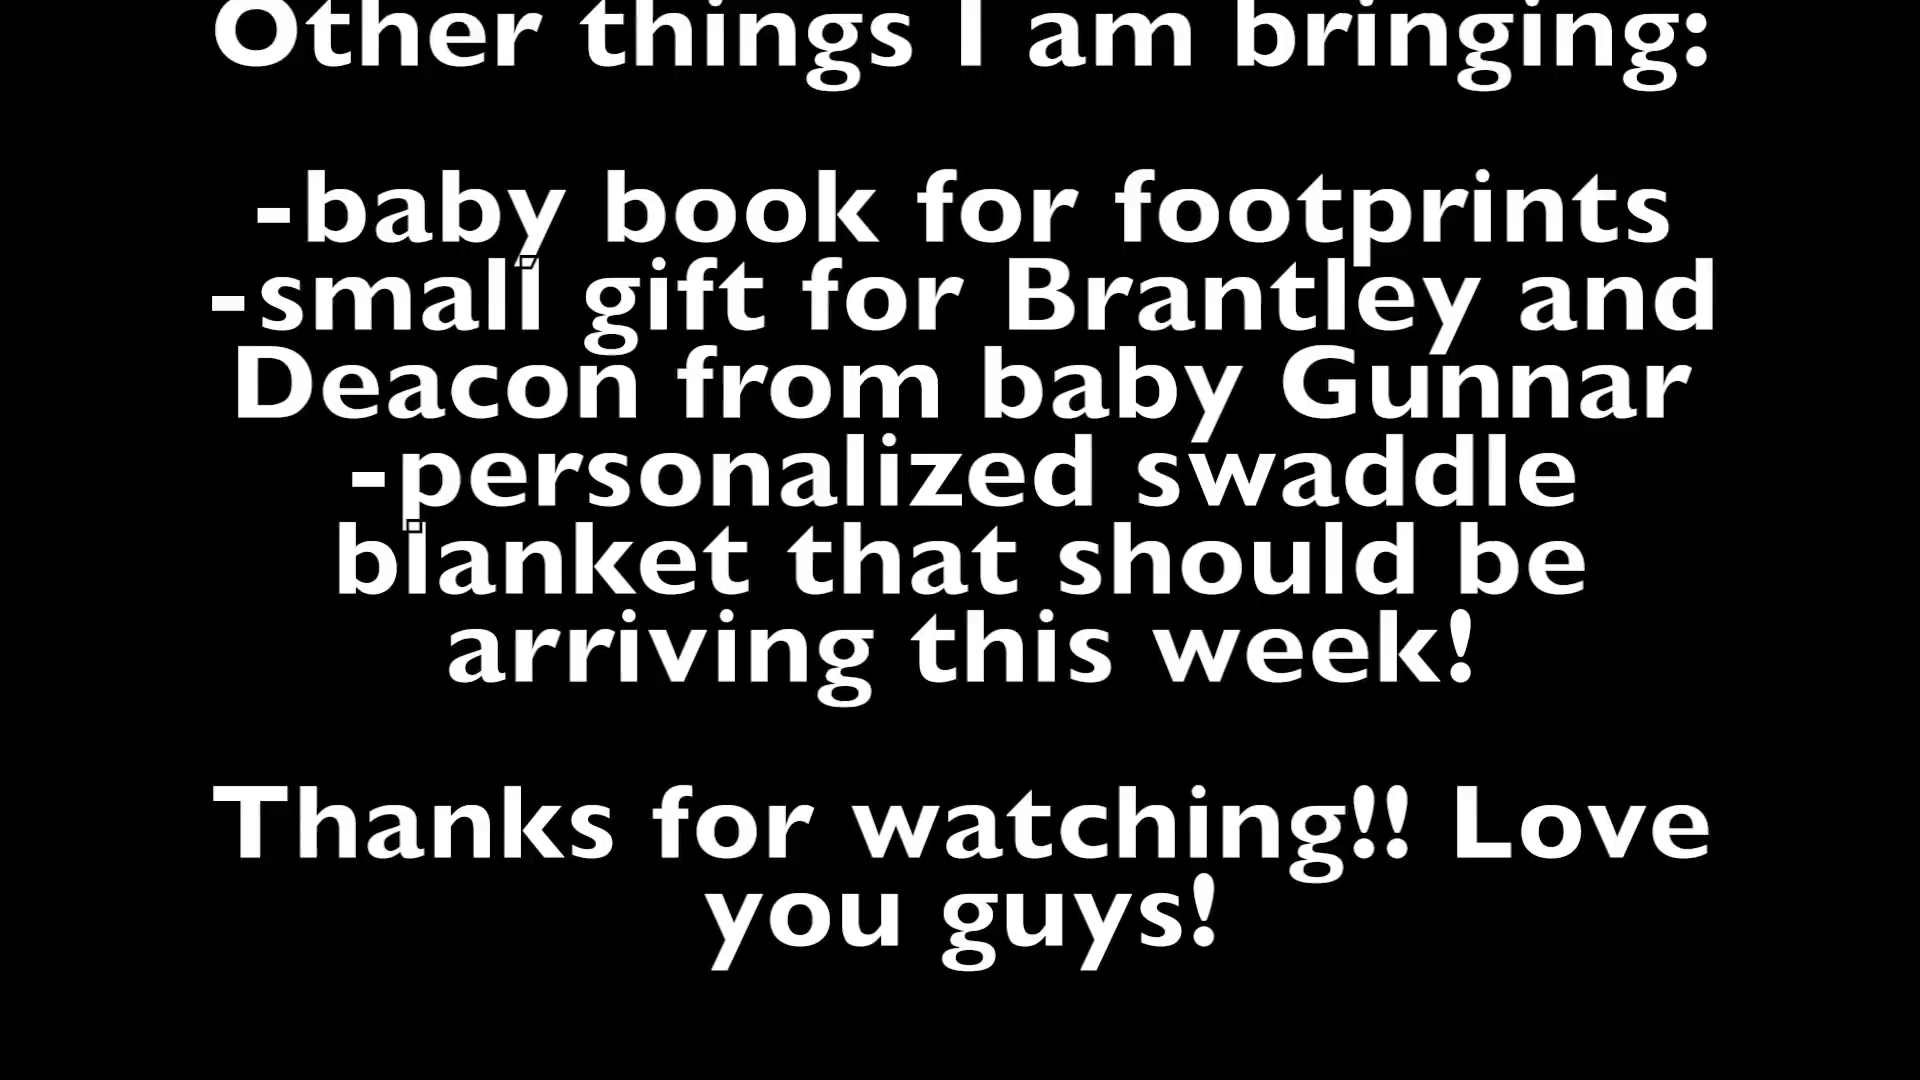 Other things I am bringing:
-baby book for footprints
-small gift for Brantley and
Deacon from baby Gunnar
-personalized swaddle
blanket that should be
arriving this week!
Thanks for watching!! Love
you guys!